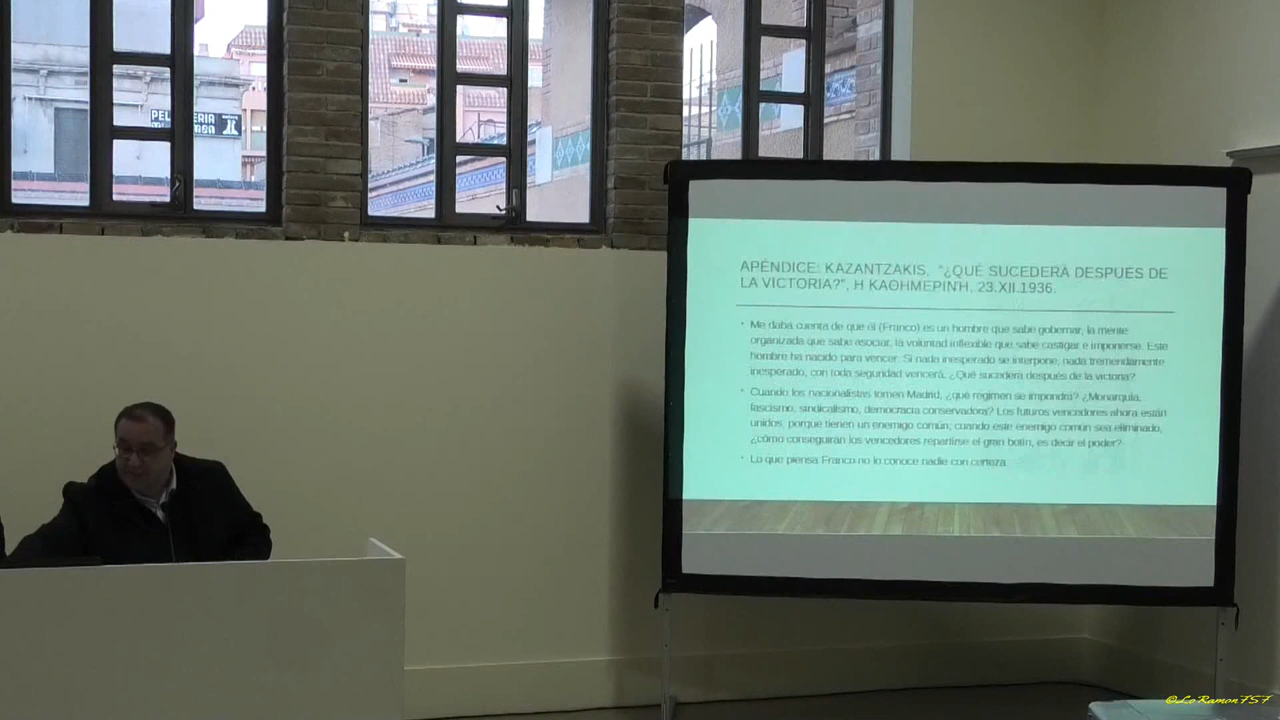 PEL
ERIA
APÉNDICE: KAZANTZAKIS, "¿QUÉ SUCEDERÁ DESPUÉS DE
LA VICTORIA?", Η ΚΑΘΗΜΕΡΙΝΉ, 23.XII.1936.
• Me daba cuenta de que él (Franco) es un hombre que sabe gobernar, la mente
organizada que sabe asociar, la voluntad inflexible que sabe castigar e imponerse. Este
hombre ha nacido para vencer. Si nada inesperado se interpone, nada tremendamente
inesperado, con toda seguridad vencerá. ¿Qué sucederá después de la victoria?
• Cuando los nacionalistas tomen Madrid, ¿qué régimen se impondrá? ¿Monarquía,
fascismo, sindicalismo, democracia conservadora? Los futuros vencedores ahora están
unidos, porque tienen un enemigo común; cuando este enemigo común sea eliminado,
¿cómo conseguirán los vencedores repartirse el gran botín, es decir el poder?
• Lo que piensa Franco no lo conoce nadie con certeza.
©LoRamon757